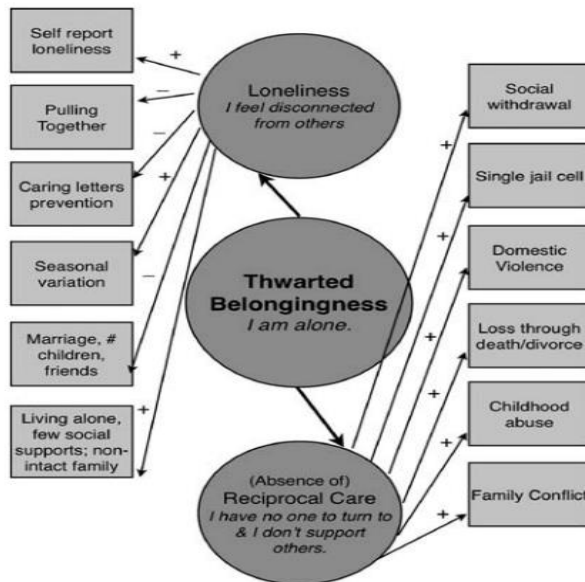 Self report
loneliness
Pulling
Together
Caring letters
prevention
Seasonal
variation
Marriage, #
children,
friends
Living alone,
few social
supports; non-
intact family
+
–
–
+
–
+
Loneliness
I feel disconnected
from others
Thwarted
Belongingness
I am alone.
(Absence of)
Reciprocal Care
I have no one to turn to
& I don't support
others.
+
+
+
+
+
+
Social
withdrawal
Single jail cell
Domestic
Violence
Loss through
death/divorce
Childhood
abuse
Family Conflict